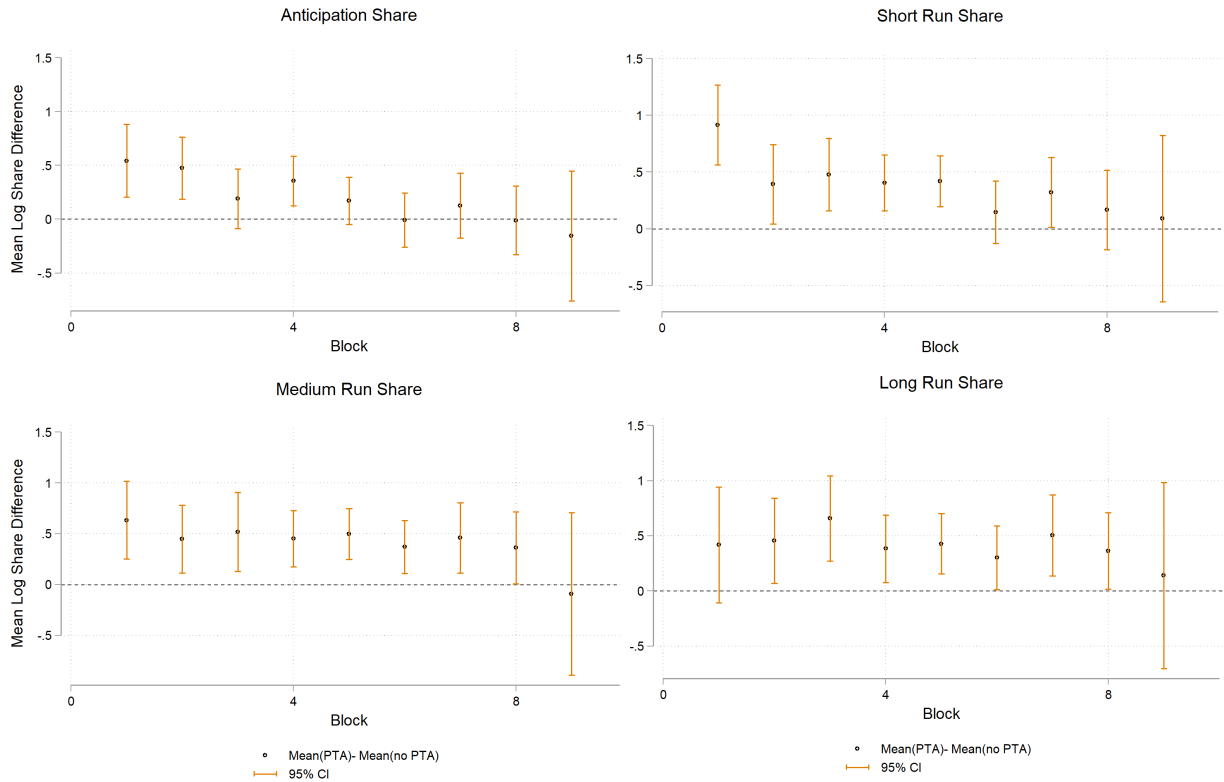 Anticipation Share
Mean Log Share Difference
1.5
1
.5
0
-.5
0
4
8
Block
Short Run Share
1.5
1
.5
0
-.5
0
4
8
Block
Medium Run Share
Mean Log Share Difference
1.5
1
.5
0
-.5
0
4
8
Block
Mean(PTA)- Mean(no PTA)
95% CI
Long Run Share
1.5
1
.5
0
-.5
0
4
8
Block
Mean(PTA)- Mean(no PTA)
95% CI